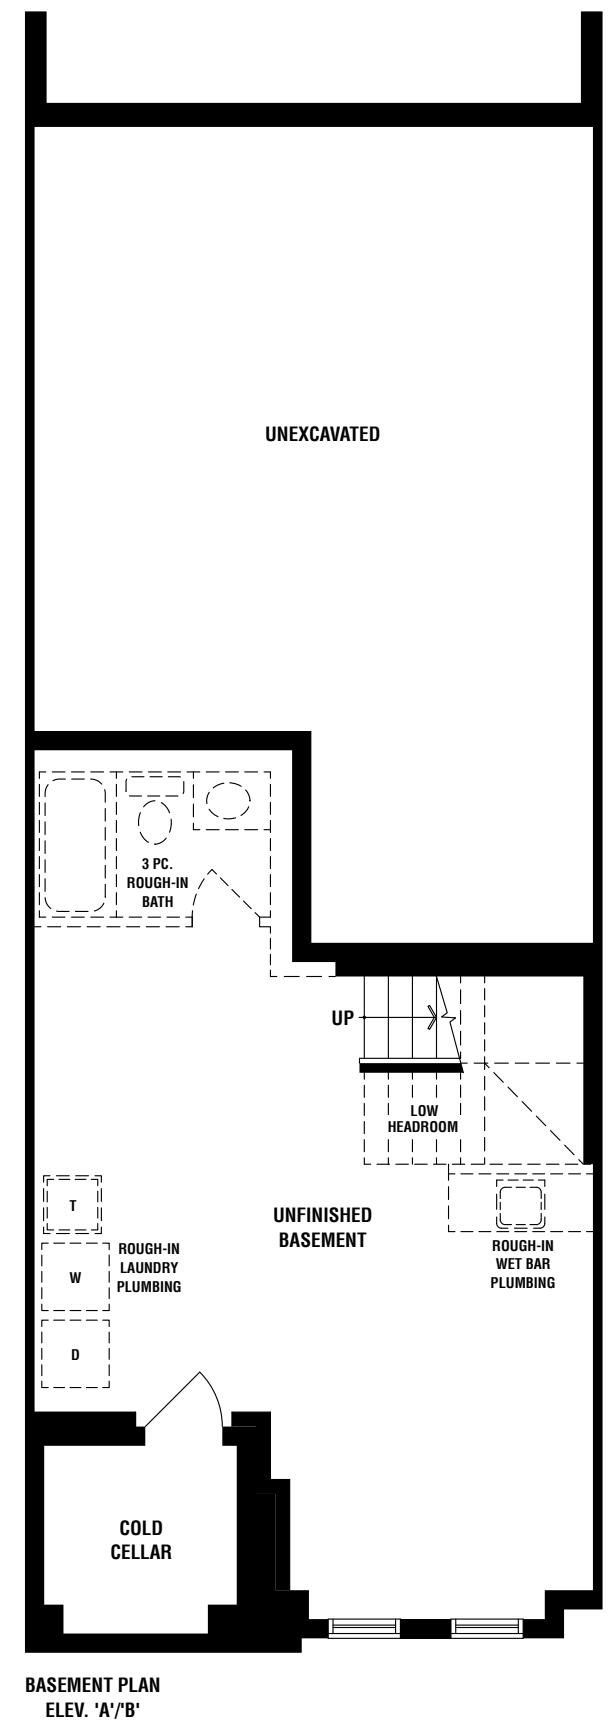 UNEXCAVATED
3 PC.
ROUGH-IN
BATH
UP
LOW
HEADROOM
T
UNFINISHED
BASEMENT
ROUGH-IN
LAUNDRY
PLUMBING
ROUGH-IN
WET BAR
PLUMBING
W
D
COLD
CELLAR
BASEMENT PLAN
ELEV. 'A'/'B'